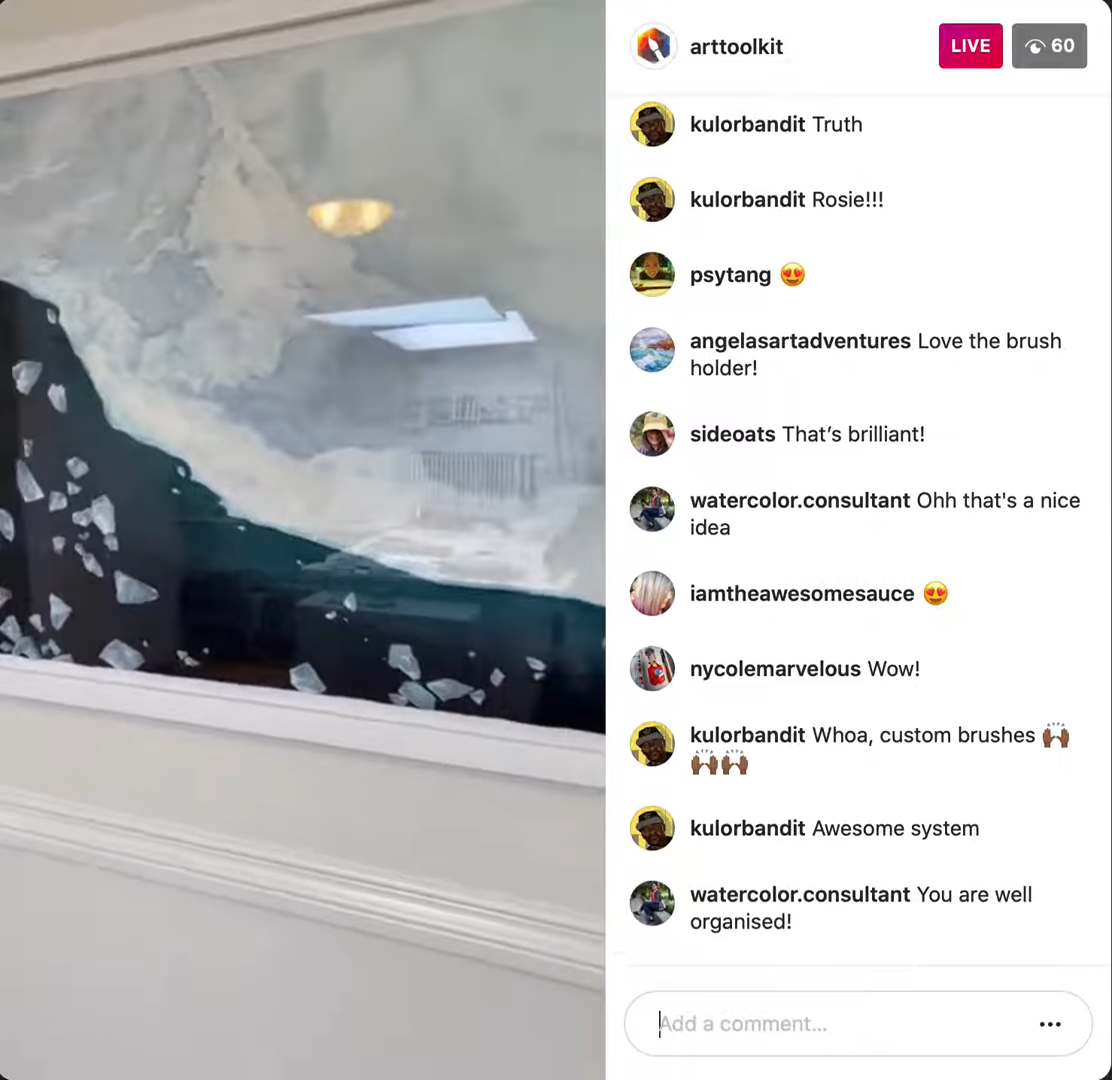 arttoolkit
LIVE
60
kulorbandit Truth
kulorbandit Rosie!!!
psytang 😍
angelasartadventures Love the brush
holder!
sideoats That’s brilliant!
watercolor.consultant Ohh that's a nice
idea
iamtheawesomesauce 😍
nycolemarvelous Wow!
kulorbandit Whoa, custom brushes 🙌🏾
🙌🏾🙌🏾
kulorbandit Awesome system
watercolor.consultant You are well
organised!
Add a comment...